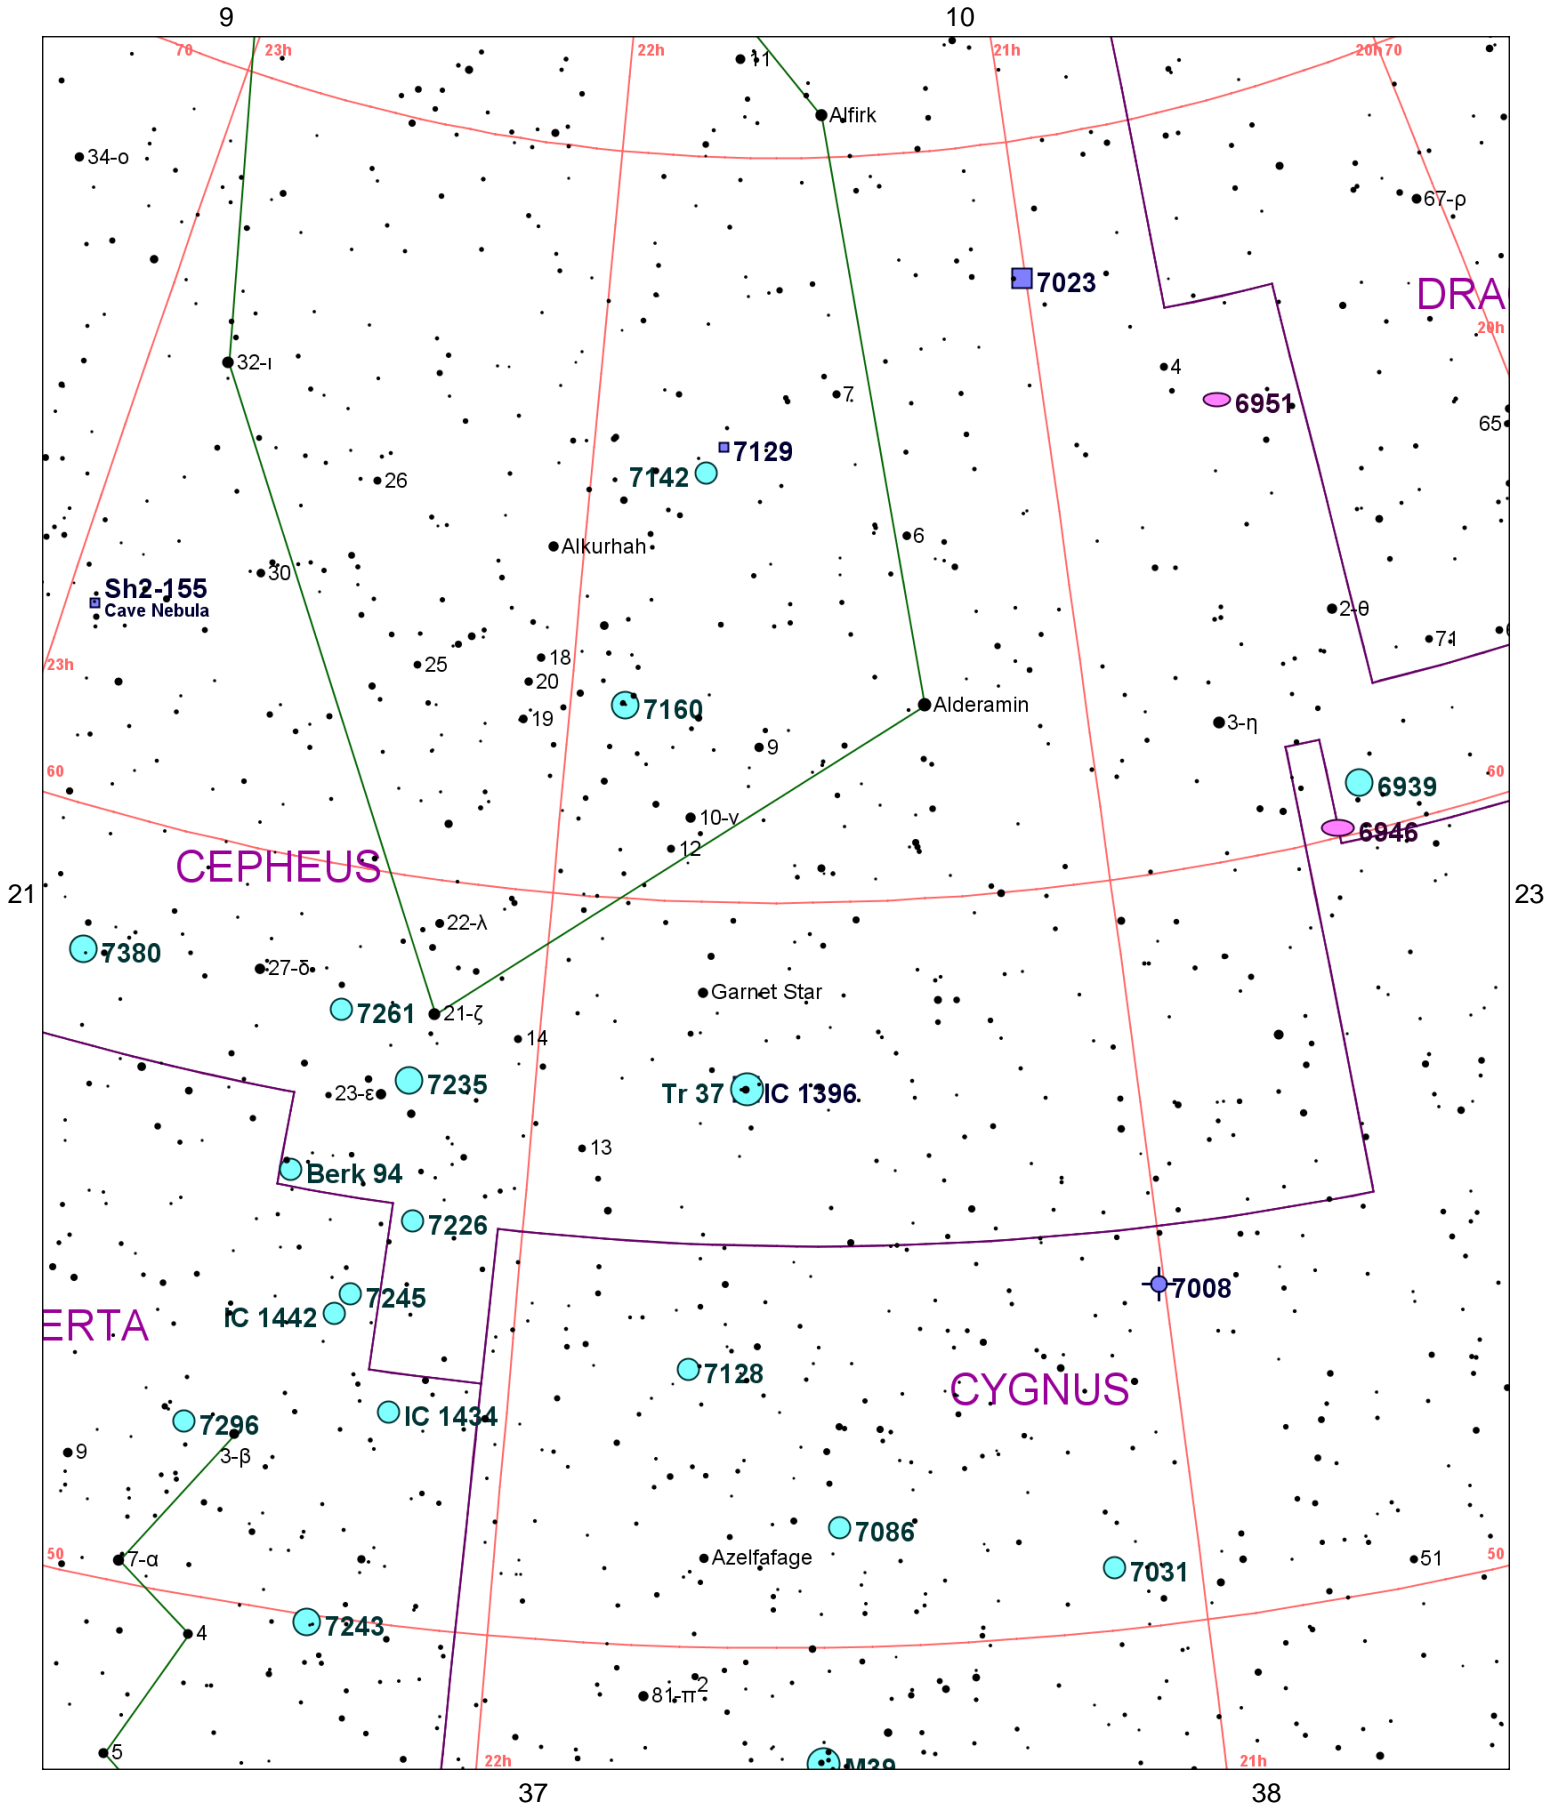 9
10
70
23h
22h
21h
20h
70
11
Alfirk
34-ο
67-ρ
7023
DRA
20h
32-ι
4
7
6951
65
7129
7142
26
6
Alkurhah
30
Sh2-155
Cave Nebula
2-θ
71
23h
25
18
20
7160
19
Alderamin
3-η
9
60
60
6939
10-ν
6946
12
CEPHEUS
21
23
22-λ
7380
27-δ
Garnet Star
7261
21-ζ
14
7235
23-ε
Tr 37
IC 1396
13
Berk 94
7226
7008
7245
IC 1442
ERTA
7128
CYGNUS
IC 1434
7296
9
3-β
7086
50
7-α
Azelfafage
7031
51
50
7243
4
81-π²
5
22h
M39
21h
37
38